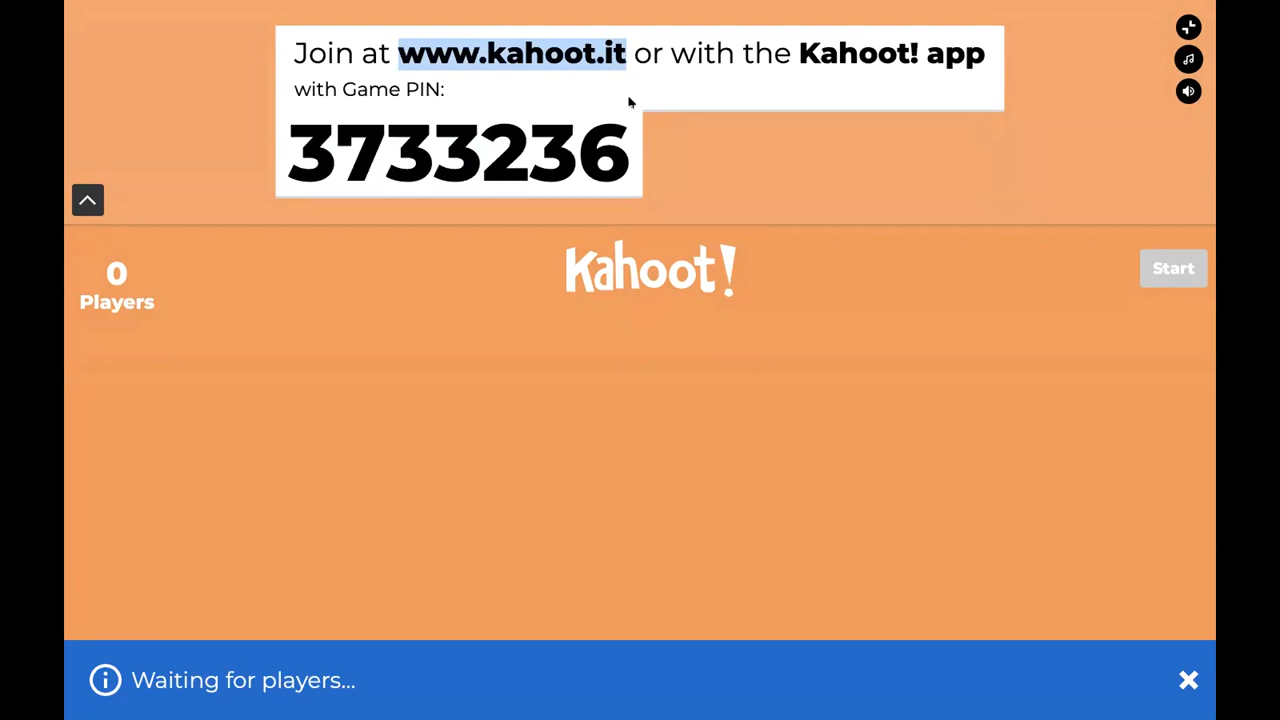 Join at www.kahoot.it or with the Kahoot! app
with Game PIN:
3733236
0
Players
Kahoot!
Start
Waiting for players...